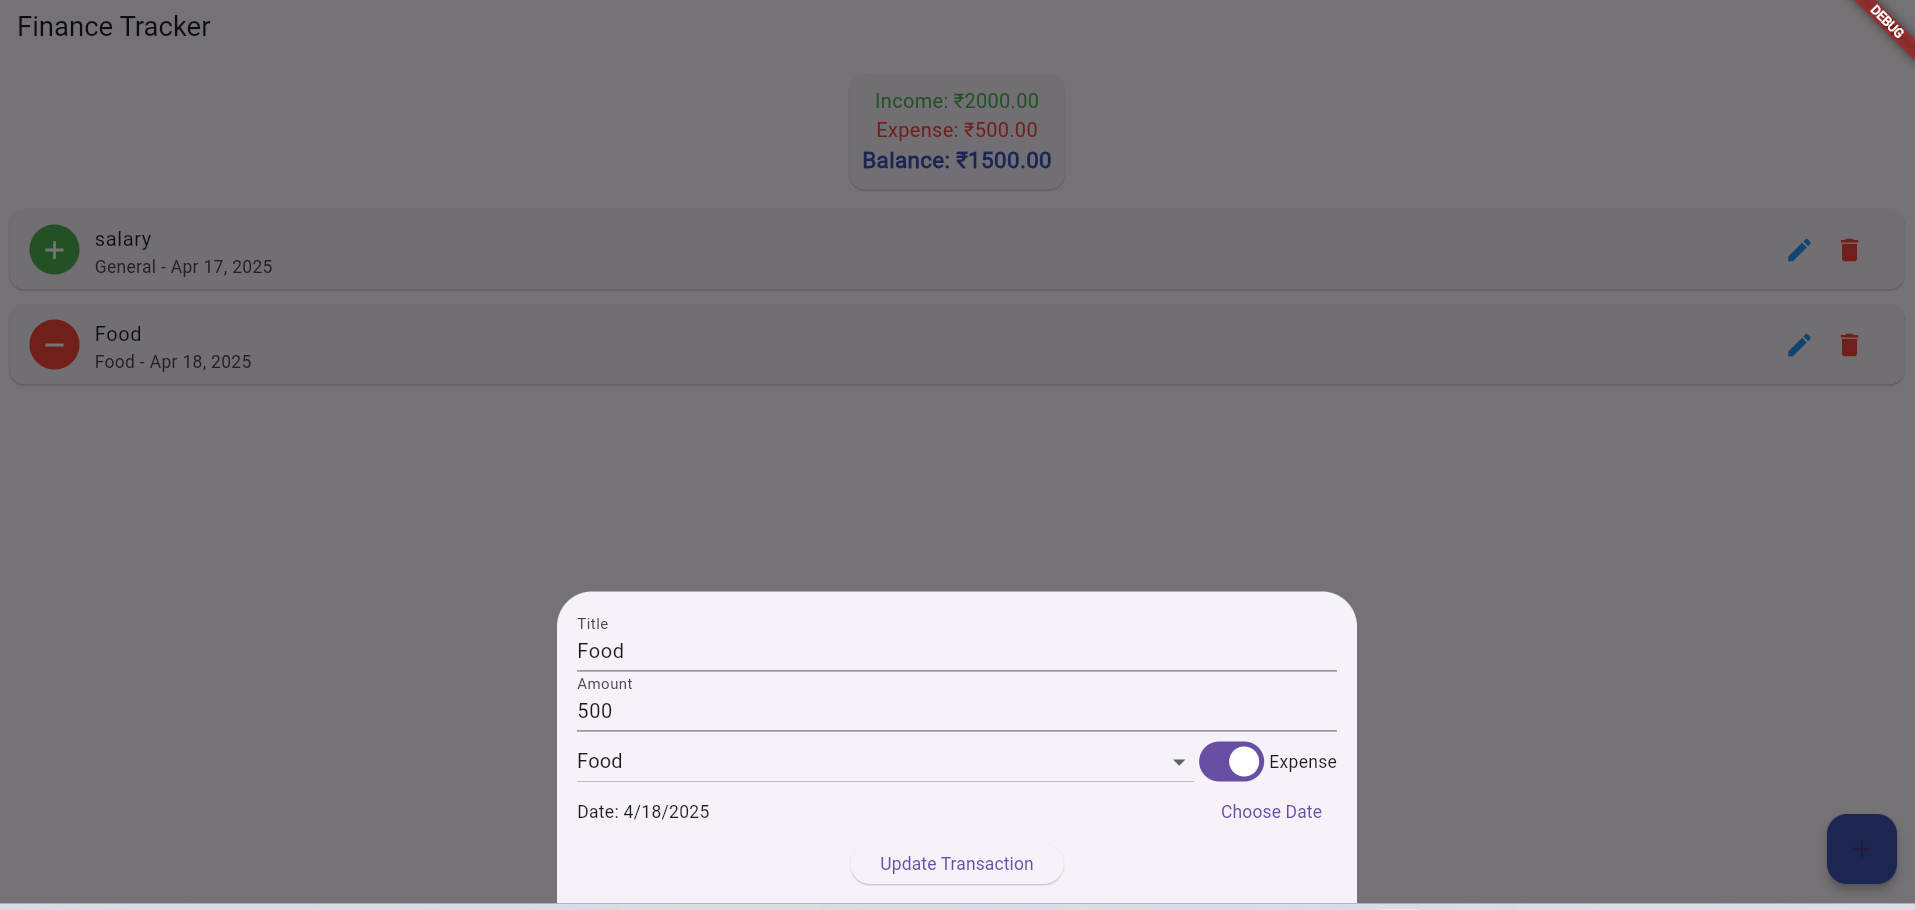 Finance Tracker
DEBUG
Income: ₹2000.00
Expense: ₹500.00
Balance: ₹1500.00
salary
General - Apr 17, 2025
Food
Food - Apr 18, 2025
Title
Food
Amount
500
Food
Expense
Date: 4/18/2025
Choose Date
Update Transaction